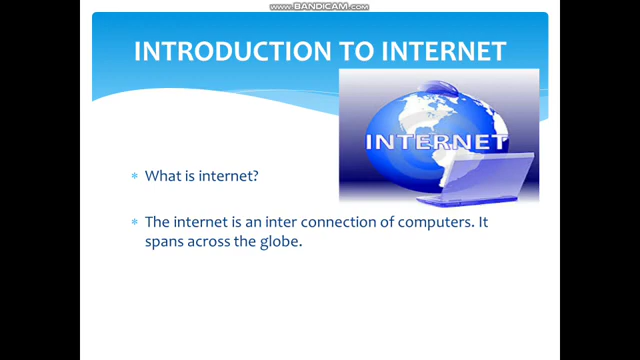 www.BANDICAM.com
INTRODUCTION TO INTERNET
INTERNET
What is internet?
The internet is an inter connection of computers. It
spans across the globe.